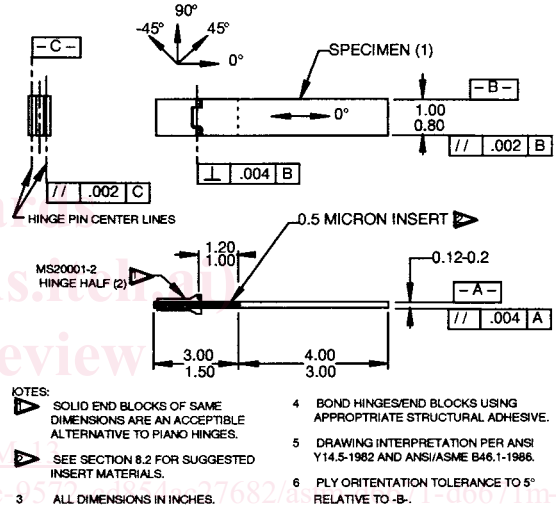 90°
-45°
45°
0°
- C -
SPECIMEN (1)
- B -
0°
1.00
0.80
// .002 B
⊥ .004 B
// .002 C
HINGE PIN CENTER LINES
0.5 MICRON INSERT
1.20
1.00
0.12-0.2
MS20001-2
HINGE HALF (2)
- A -
// .004 A
3.00
1.50
4.00
3.00
IOTES:
SOLID END BLOCKS OF SAME
DIMENSIONS ARE AN ACCEPTIBLE
ALTERNATIVE TO PIANO HINGES.
SEE SECTION 8.2 FOR SUGGESTED
INSERT MATERIALS.
3 ALL DIMENSIONS IN INCHES.
4 BOND HINGES/END BLOCKS USING
APPROPTRIATE STRUCTURAL ADHESIVE.
5 DRAWING INTERPRETATION PER ANSI
Y14.5-1982 AND ANSI/ASME B46.1-1986.
6 PLY ORITENTATION TOLERANCE TO 5°
RELATIVE TO -B-.